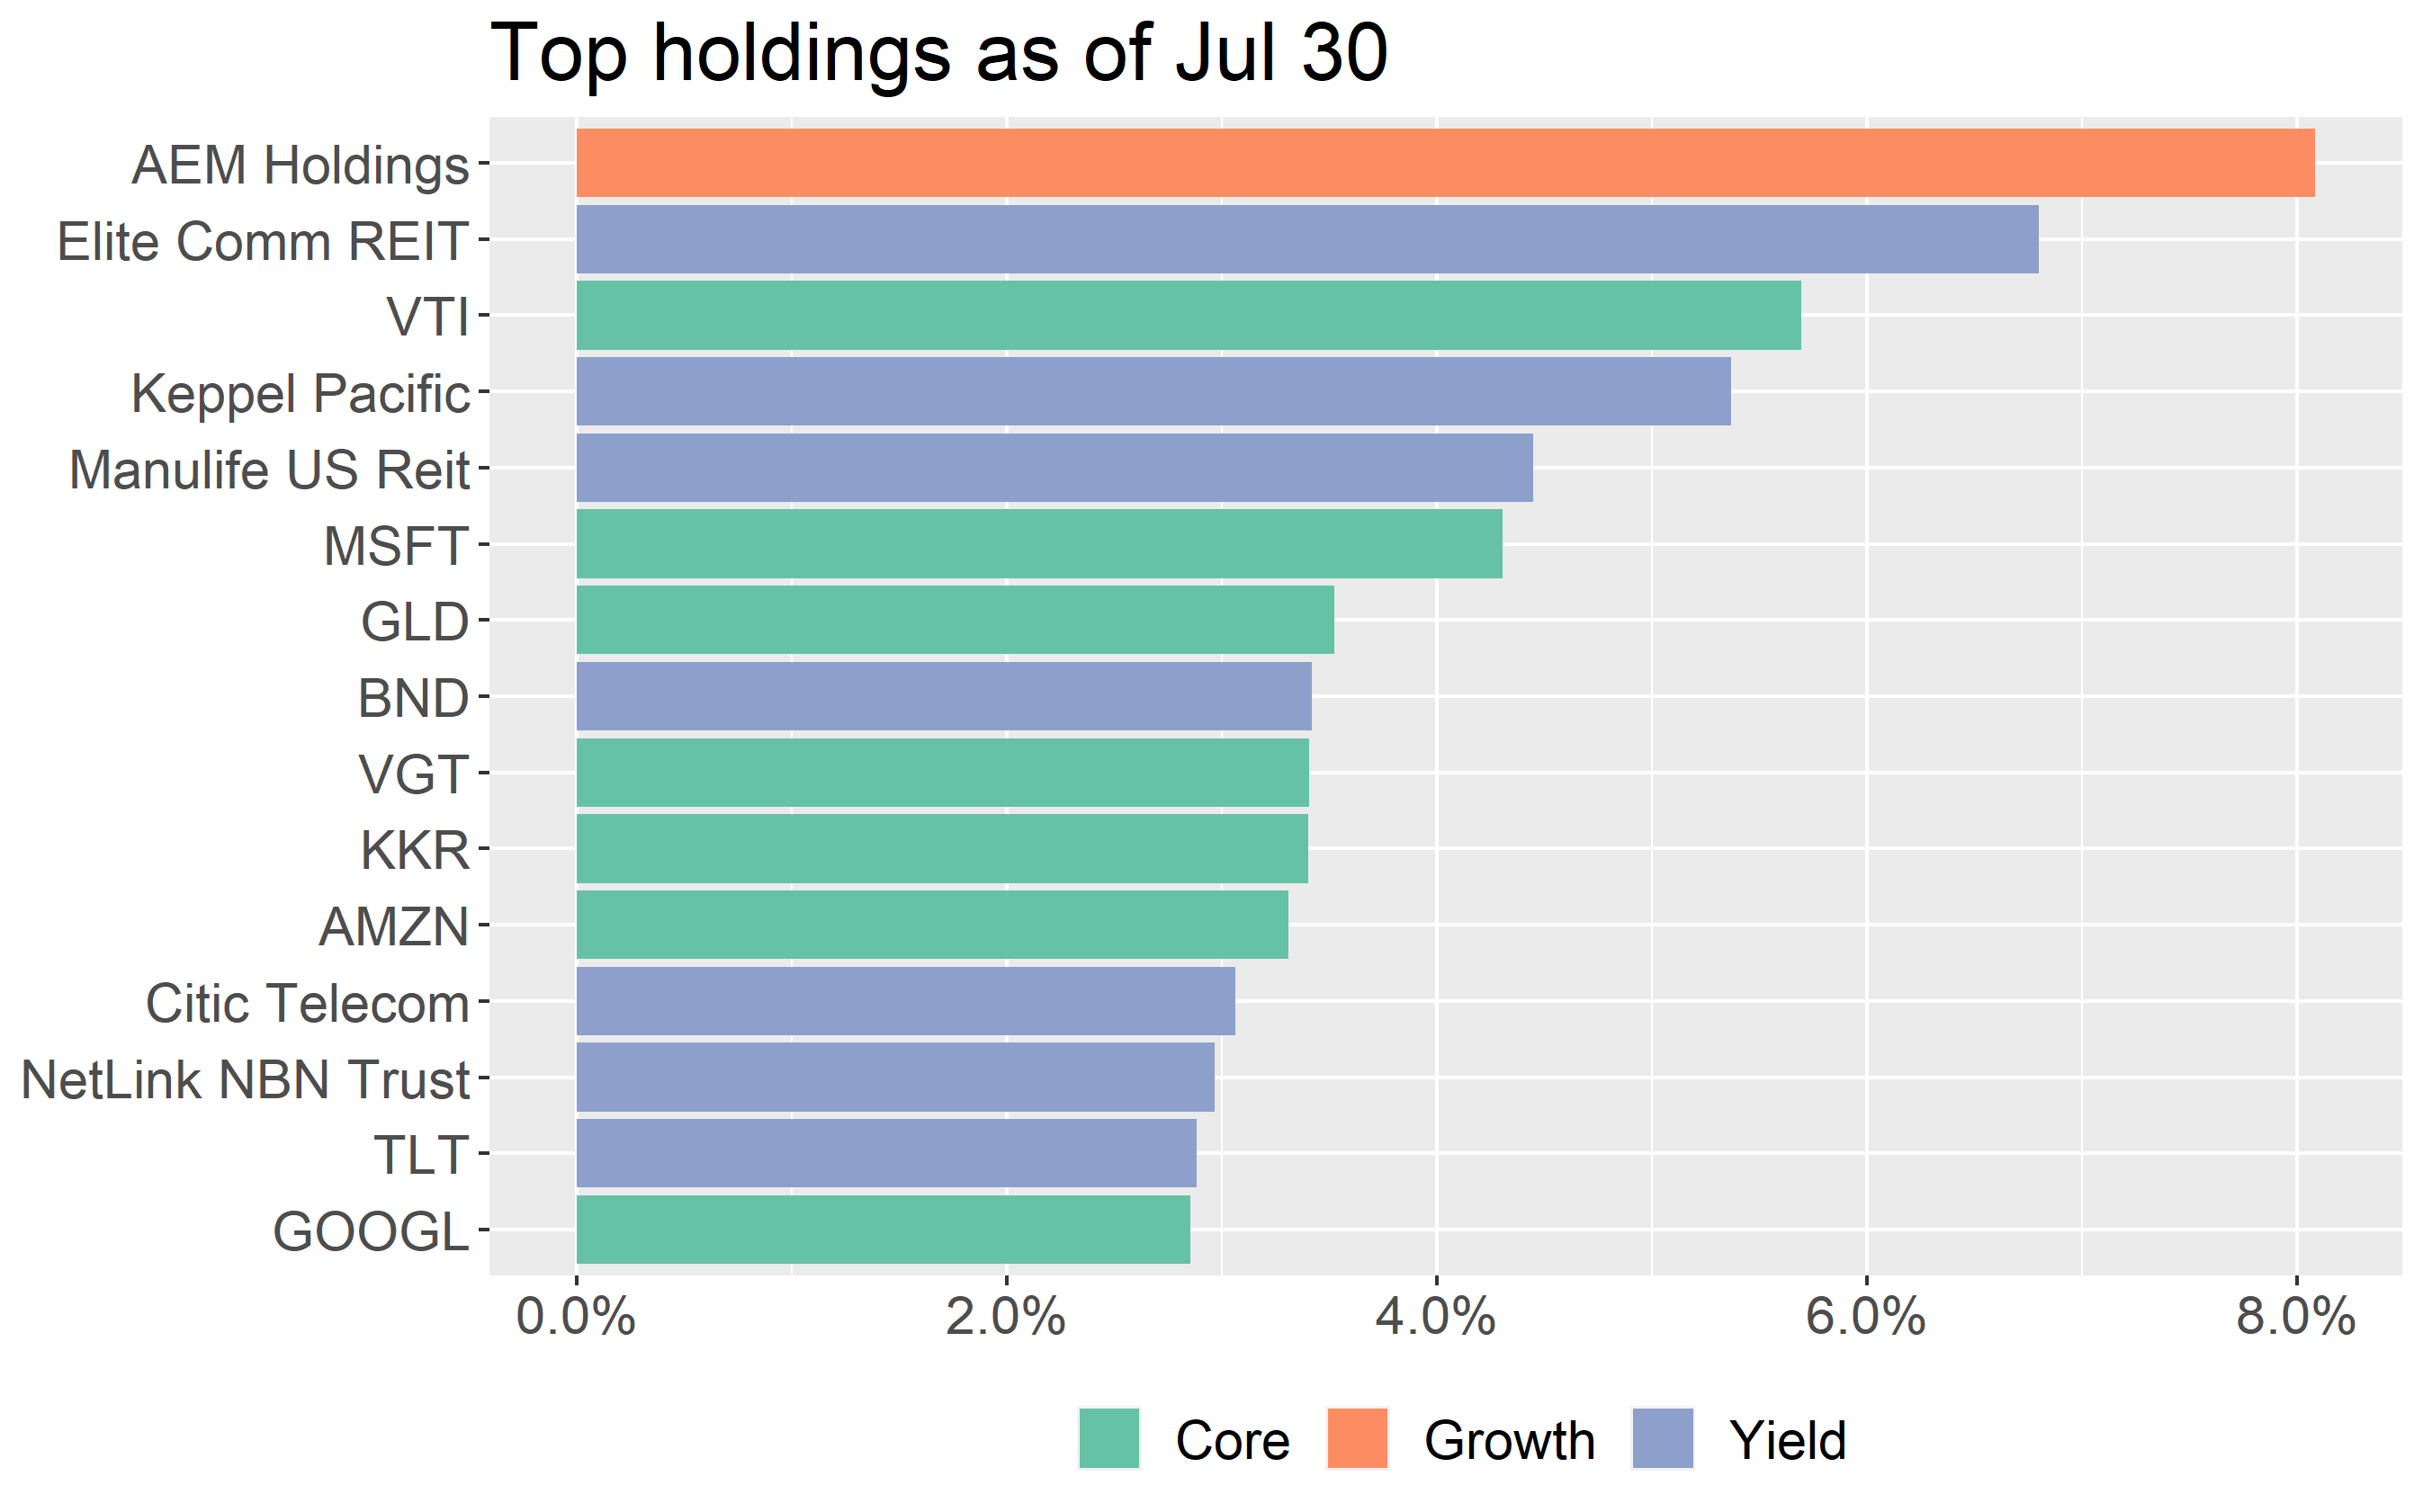 Top holdings as of Jul 30
AEM Holdings
Elite Comm REIT
VTI
Keppel Pacific
Manulife US Reit
MSFT
GLD
BND
VGT
KKR
AMZN
Citic Telecom
NetLink NBN Trust
TLT
GOOGL
0.0% 2.0% 4.0% 6.0% 8.0%
Core Growth Yield